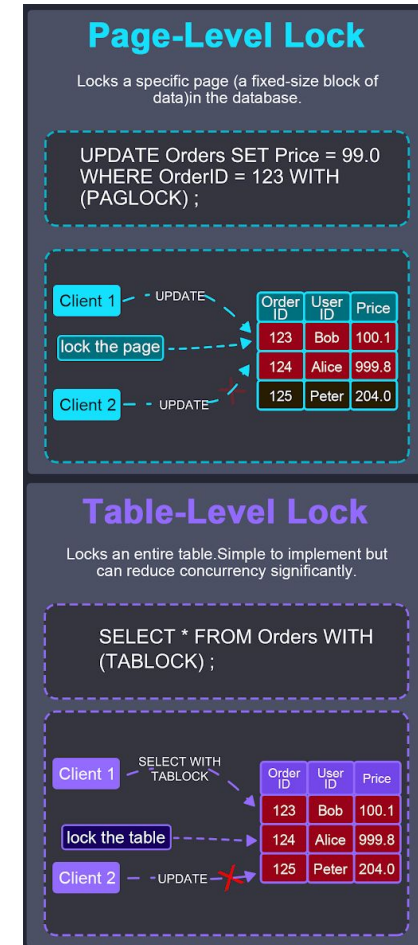 Page-Level Lock
Locks a specific page (a fixed-size block of
data)in the database.
UPDATE Orders SET Price = 99.0
WHERE OrderID = 123 WITH
(PAGLOCK) ;
Client 1
UPDATE
lock the page
Client 2
UPDATE
Order ID User ID Price
123 Bob 100.1
124 Alice 999.8
125 Peter 204.0
Table-Level Lock
Locks an entire table.Simple to implement but
can reduce concurrency significantly.
SELECT * FROM Orders WITH
(TABLOCK) ;
Client 1
SELECT WITH
TABLOCK
lock the table
Client 2
UPDATE
Order ID User ID Price
123 Bob 100.1
124 Alice 999.8
125 Peter 204.0